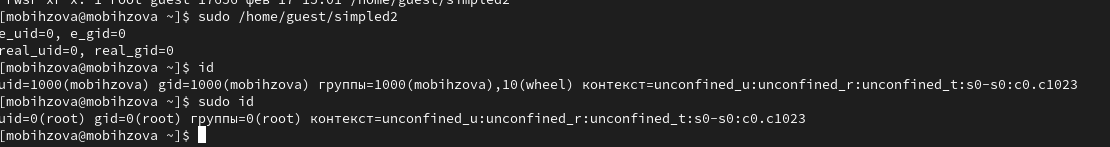 [mobihzova@mobihzova ~]$ sudo /home/guest/simpled2
e_uid=0, e_gid=0
real_uid=0, real_gid=0
[mobihzova@mobihzova ~]$ id
uid=1000(mobihzova) gid=1000(mobihzova) группы=1000(mobihzova),10(wheel) контекст=unconfined_u:unconfined_r:unconfined_t:s0-s0:c0.c1023
[mobihzova@mobihzova ~]$ sudo id
uid=0(root) gid=0(root) группы=0(root) контекст=unconfined_u:unconfined_r:unconfined_t:s0-s0:c0.c1023
[mobihzova@mobihzova ~]$